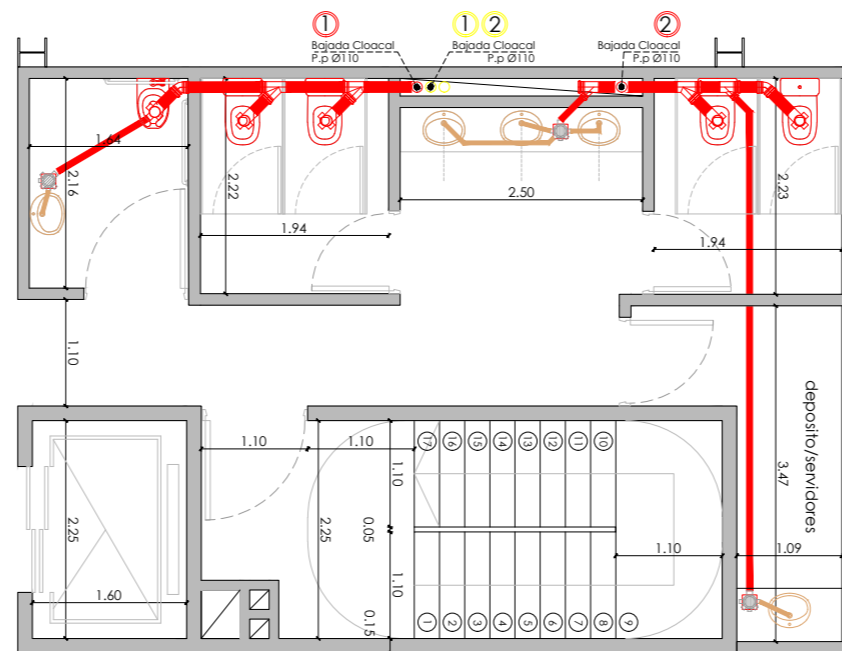 1
1 2
2
Bajada Cloacal
P.p Ø110
Bajada Cloacal
P.p Ø110
Bajada Cloacal
P.p Ø110
1.64
2.16
2.22
1.94
2.50
2.23
1.94
1.10
deposito/servidores
3.47
1.10
1.10
17 16 15 14 13 12 11 10
1.10
2.25
2.25
0.05
1.10
1.09
1.10
1.60
0.15
1 2 3 4 5 6 7 8 9